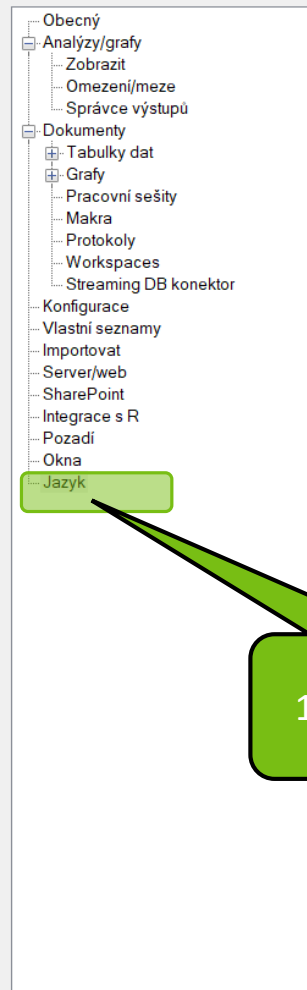 Obecný
Analýzy/grafy
Zobrazit
Omezení/meze
Správce výstupů
Dokumenty
Tabulky dat
Grafy
Pracovní sešity
Makra
Protokoly
Workspaces
Streaming DB konektor
Konfigurace
Vlastní seznamy
Importovat
Server/web
SharePoint
Integrace s R
Pozadí
Okna
Jazyk
1